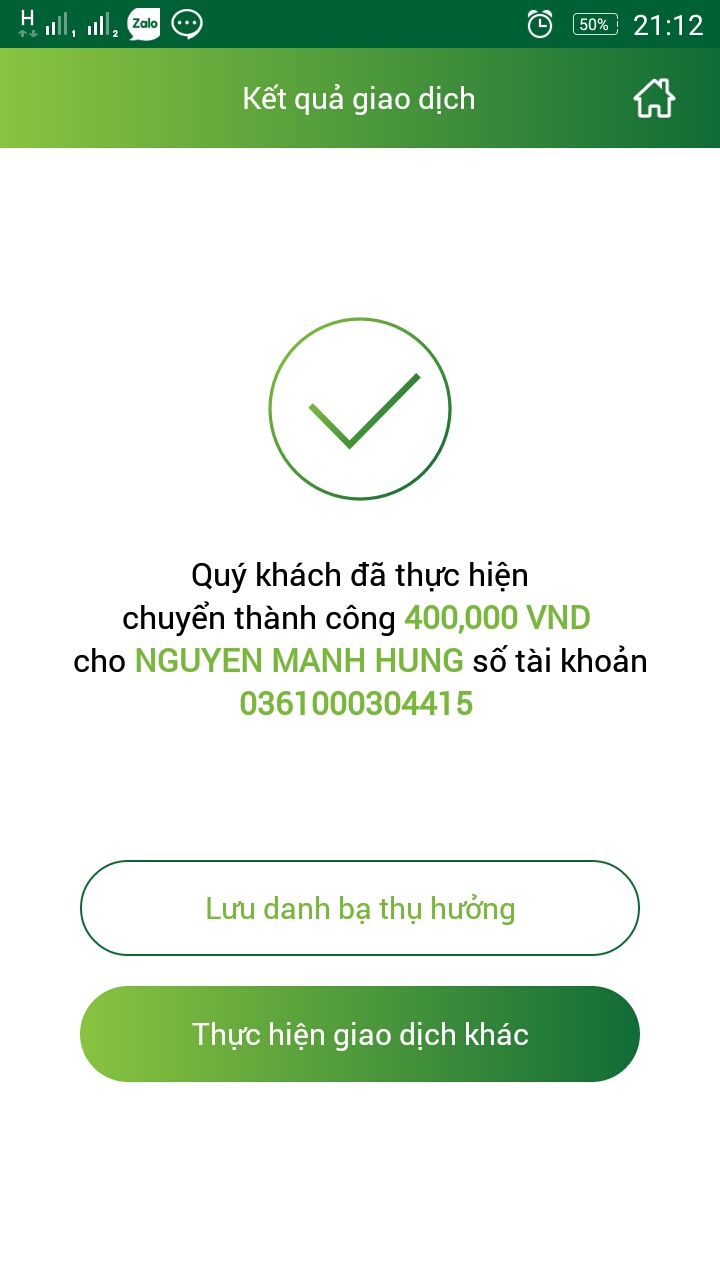 H 1 2 Zalo 50% 21:12
Kết quả giao dịch
Quý khách đã thực hiện
chuyển thành công 400,000 VND
cho NGUYEN MANH HUNG số tài khoản
0361000304415
Lưu danh bạ thụ hưởng
Thực hiện giao dịch khác